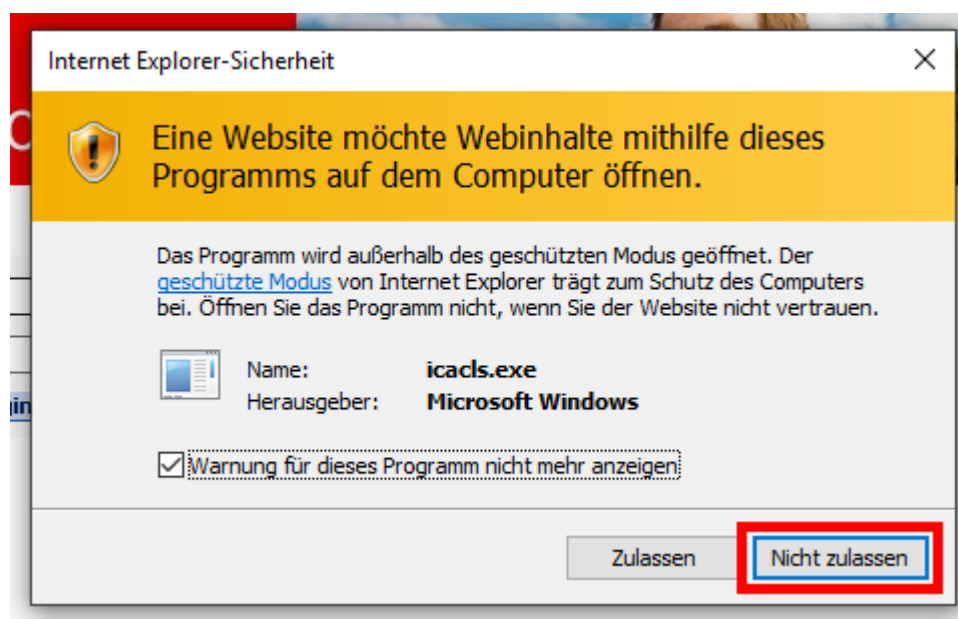 Internet Explorer-Sicherheit
Eine Website möchte Webinhalte mithilfe dieses
Programms auf dem Computer öffnen.
Das Programm wird außerhalb des geschützten Modus geöffnet. Der
geschützte Modus von Internet Explorer trägt zum Schutz des Computers
bei. Öffnen Sie das Programm nicht, wenn Sie der Website nicht vertrauen.
Name: icacls.exe
Herausgeber: Microsoft Windows
Warnung für dieses Programm nicht mehr anzeigen
Zulassen Nicht zulassen